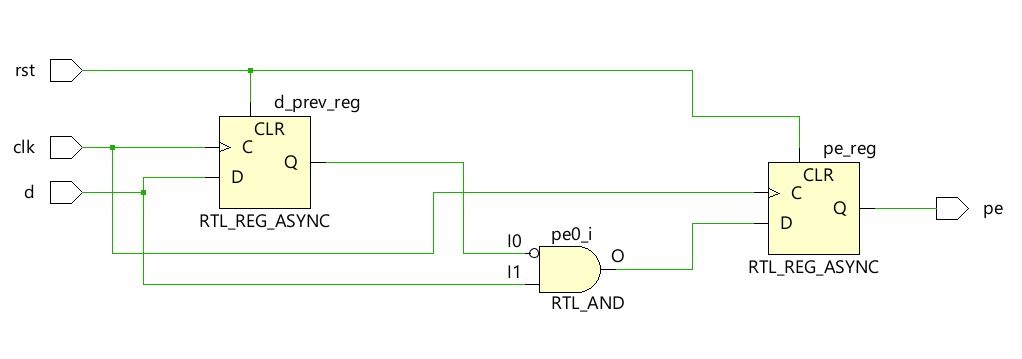 rst
d_prev_reg
CLR
clk
C
Q
d
D
RTL_REG_ASYNC
pe_reg
CLR
C
Q
pe
D
RTL_REG_ASYNC
pe0_i
I0
O
I1
RTL_AND